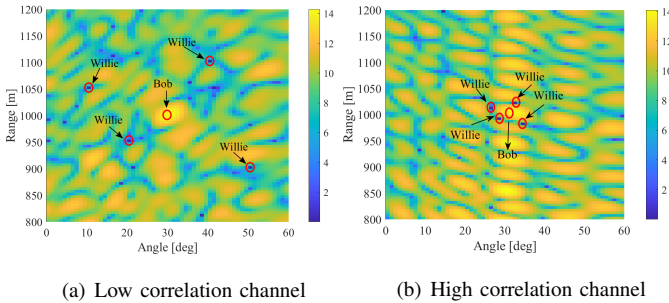 1200
1150
1100
1050
1000
950
900
850
800
Range [m]
0 10 20 30 40 50 60
Angle [deg]
Willie
Willie
Bob
Willie
Willie
14
12
10
8
6
4
2
(a) Low correlation channel
1200
1150
1100
1050
1000
950
900
850
800
Range [m]
0 10 20 30 40 50 60
Angle [deg]
Willie
Willie
Willie
Willie
Bob
14
12
10
8
6
4
2
(b) High correlation channel